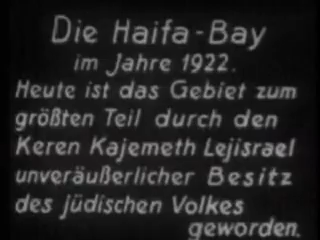 Die Haifa-Bay
im Jahre 1922.
Heute ist das Gebiet zum
größten Teil durch den
Keren Kajemeth Lejisrael
unveräußerlicher Besitz
des jüdischen Volkes
geworden.